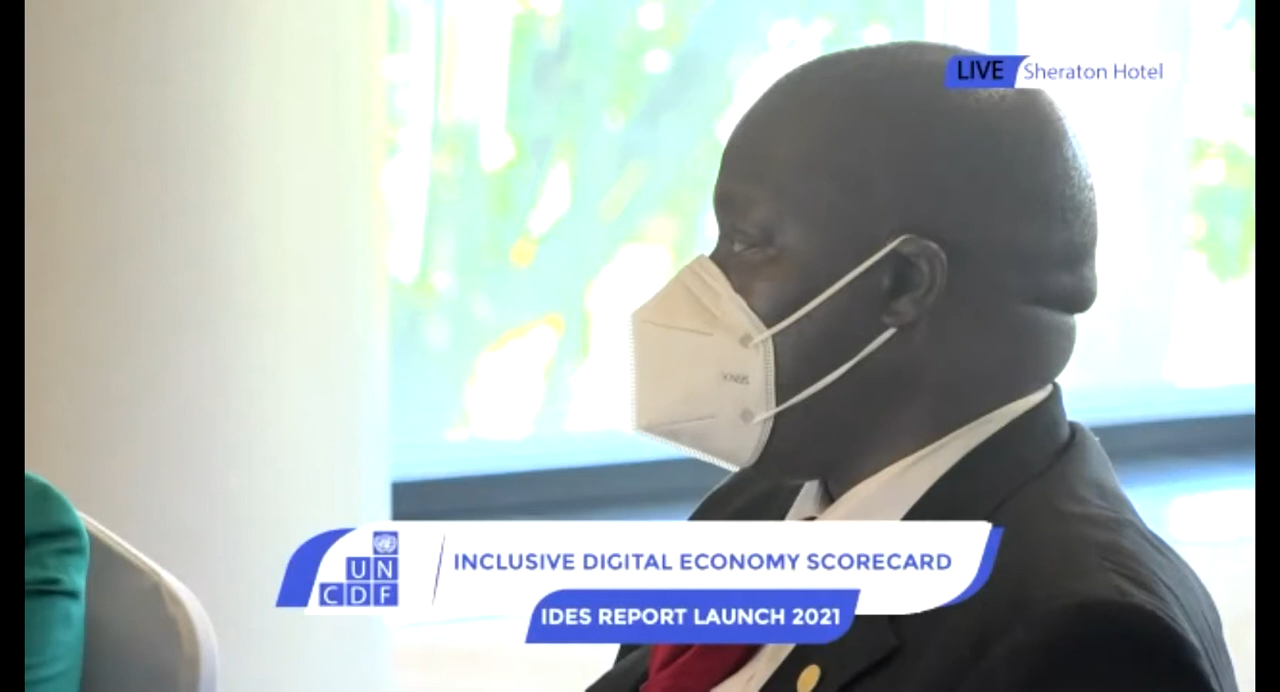 LIVE Sheraton Hotel
KN95
UN
CDF
INCLUSIVE DIGITAL ECONOMY SCORECARD
IDES REPORT LAUNCH 2021